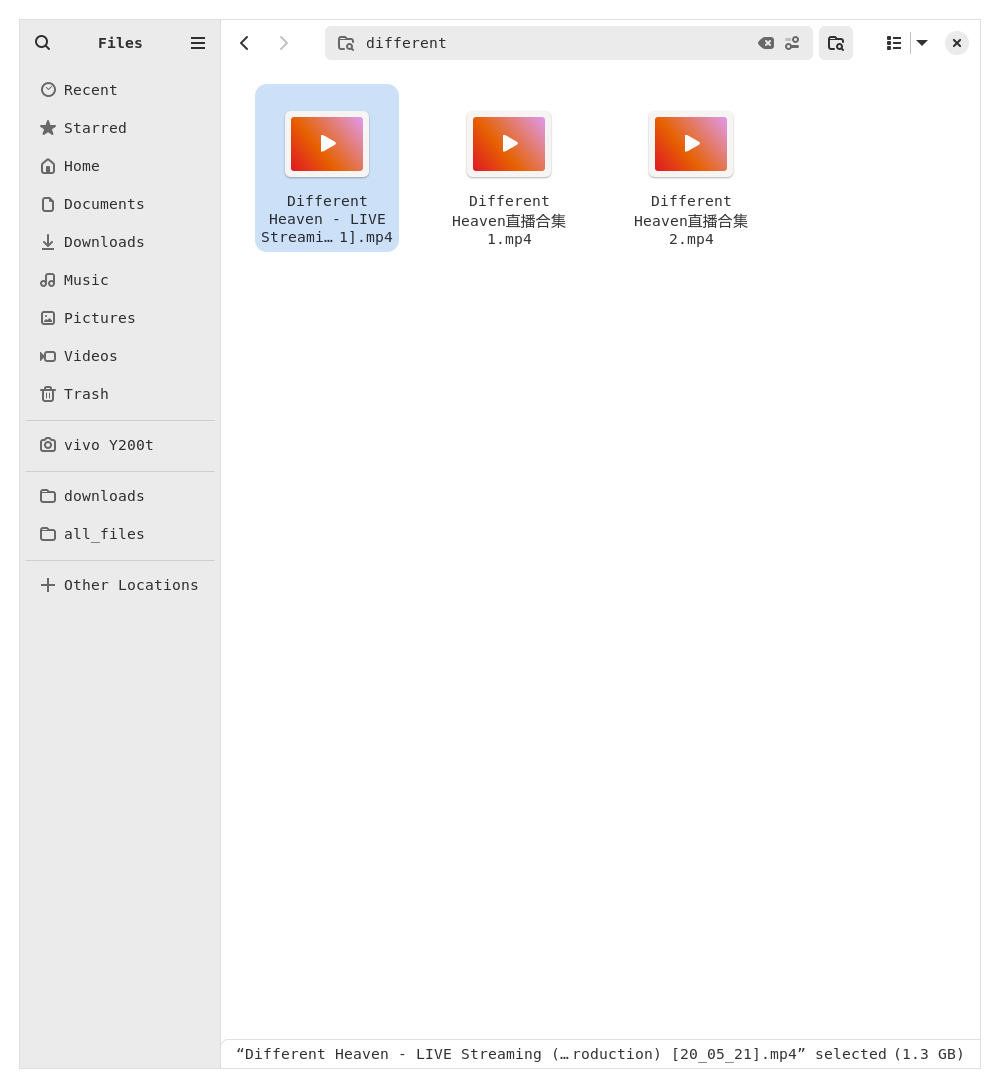 Files
different
Recent
Starred
Home
Documents
Downloads
Music
Pictures
Videos
Trash
vivo Y200t
downloads
all_files
Other Locations
Different
Heaven - LIVE
Streami… 1].mp4
Different
Heaven直播合集
1.mp4
Different
Heaven直播合集
2.mp4
“Different Heaven - LIVE Streaming (…roduction) [20_05_21].mp4” selected (1.3 GB)